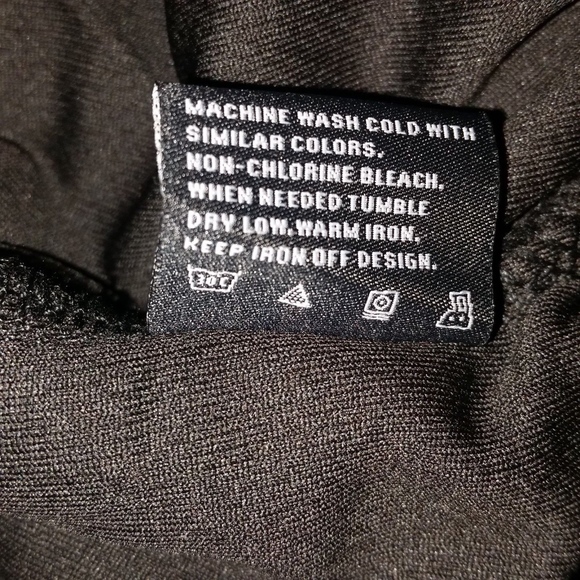 MACHINE WASH COLD WITH
SIMILAR COLORS.
NON-CHLORINE BLEACH.
WHEN NEEDED TUMBLE
DRY LOW. WARM IRON.
KEEP IRON OFF DESIGN.
30C